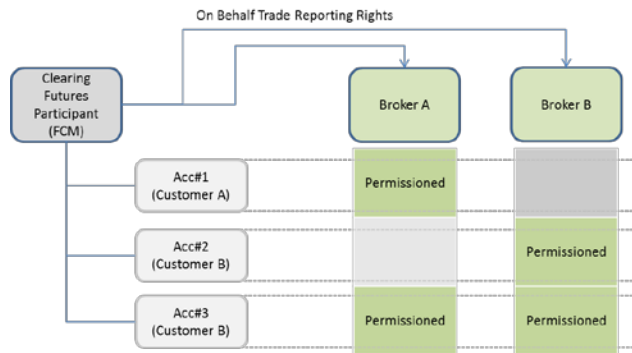 On Behalf Trade Reporting Rights
Clearing
Futures
Participant
(FCM)
Broker A
Broker B
Acc#1
(Customer A)
Permissioned
Acc#2
(Customer B)
Permissioned
Acc#3
(Customer B)
Permissioned
Permissioned